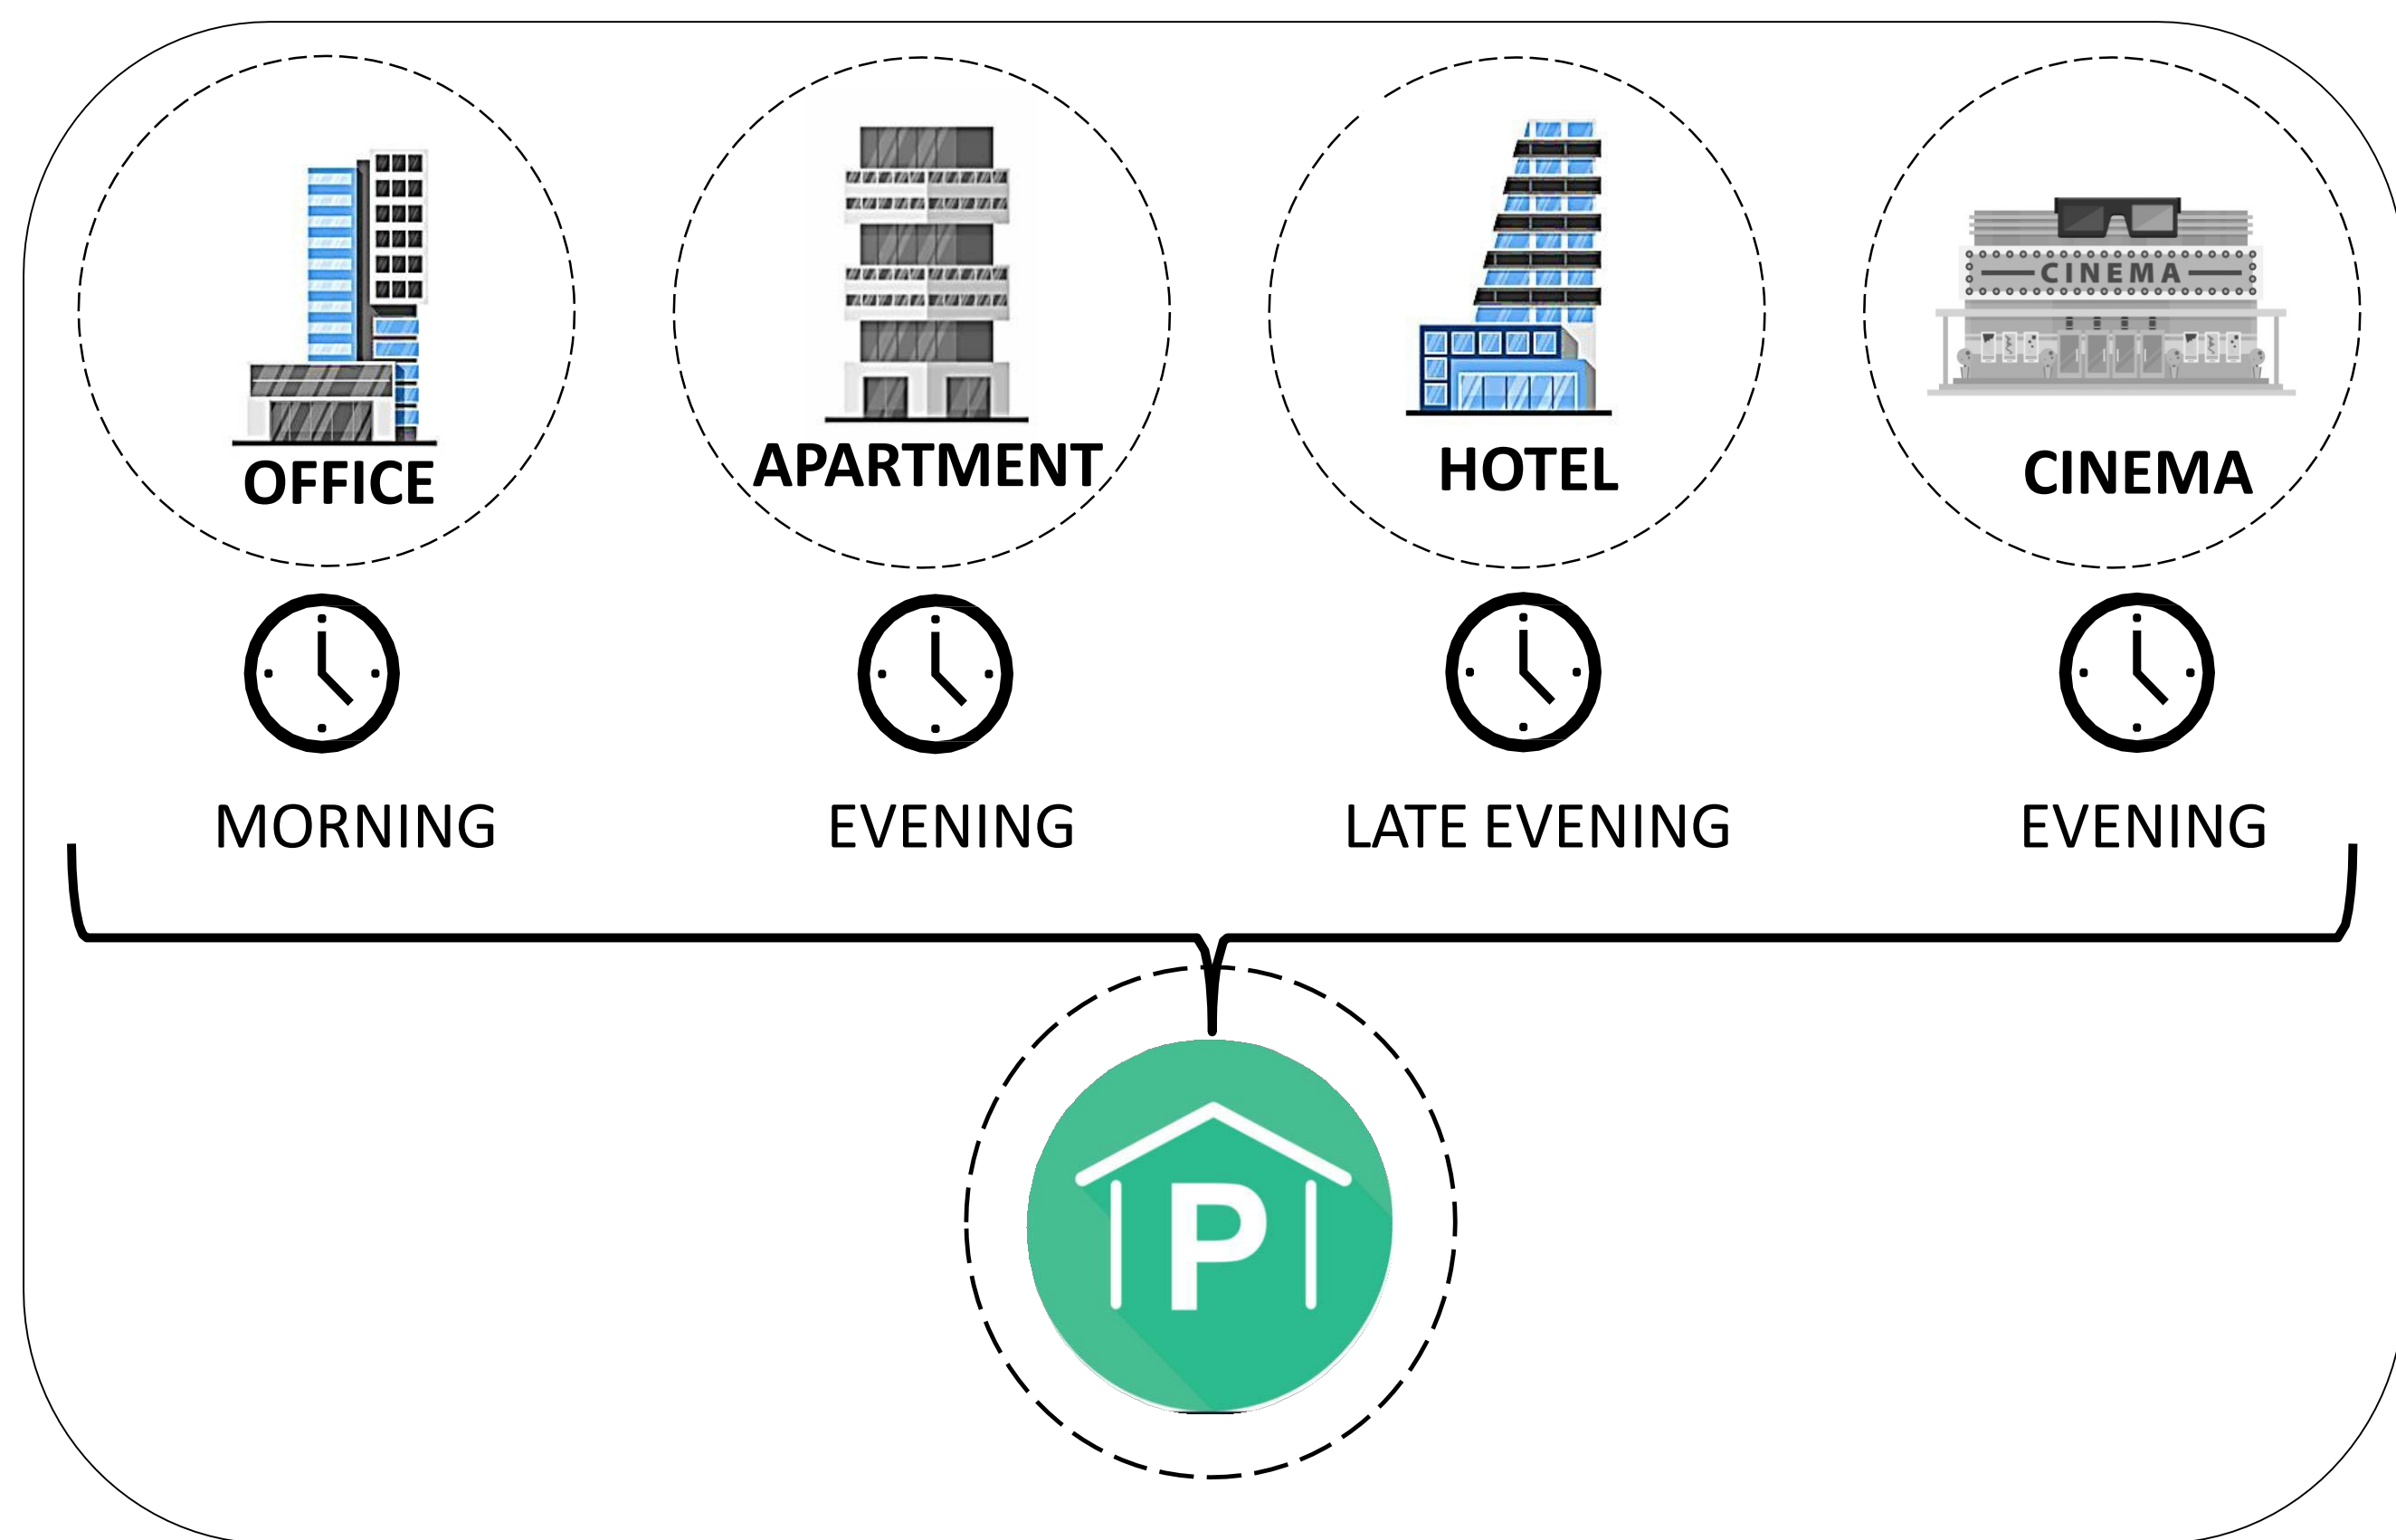 CINEMA
OFFICE
APARTMENT
HOTEL
CINEMA
MORNING
EVENING
LATE EVENING
EVENING
P